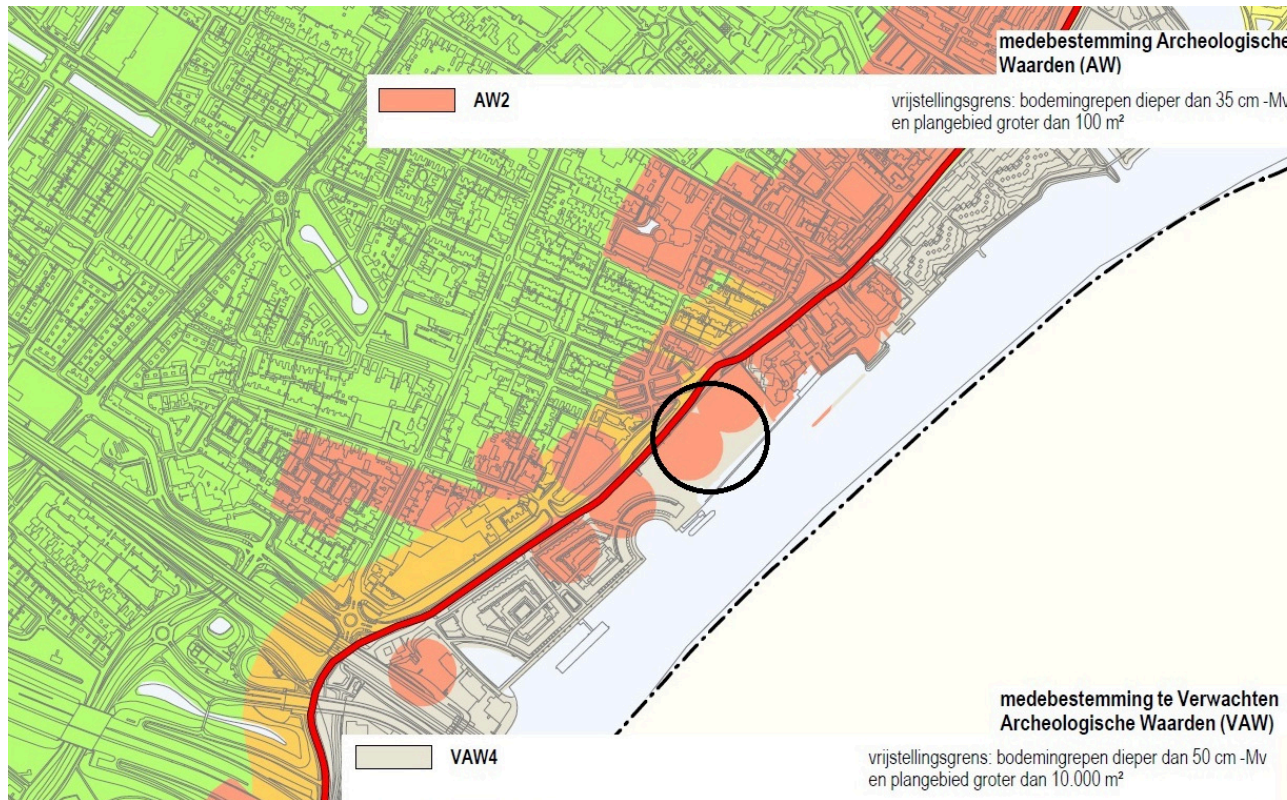 medebestemming Archeologische
Waarden (AW)
AW2
vrijstellingsgrens: bodemingrepen dieper dan 35 cm -Mv
en plangebied groter dan 100 m²
medebestemming te Verwachten
Archeologische Waarden (VAW)
VAW4
vrijstellingsgrens: bodemingrepen dieper dan 50 cm -Mv
en plangebied groter dan 10.000 m²